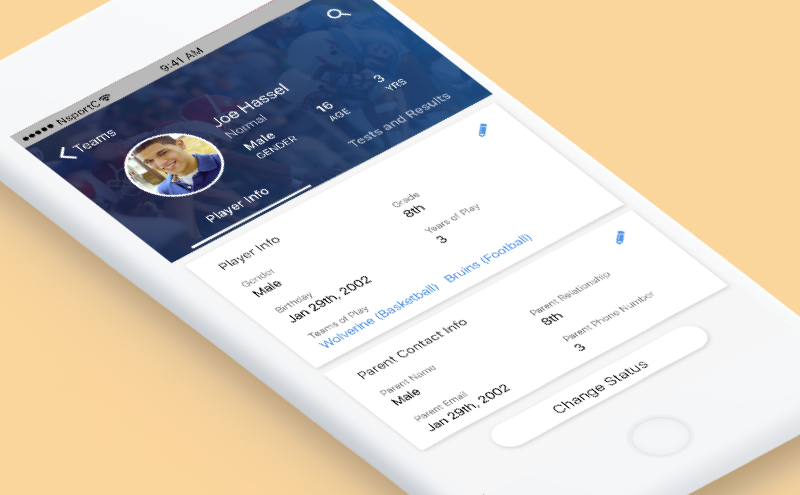 NsportC 9:41 AM
Teams
Joe Hassel
Normal
Male
GENDER
16
AGE
3
YRS
Player Info
Tests and Results
Player Info
Gender
Male
Grade
8th
Birthday
Jan 29th, 2002
Years of Play
3
Teams of Play
Wolverine (Basketball) Bruins (Football)
Parent Contact Info
Parent Name
Male
Parent Relationship
8th
Parent Email
Jan 29th, 2002
Parent Phone Number
3
Change Status